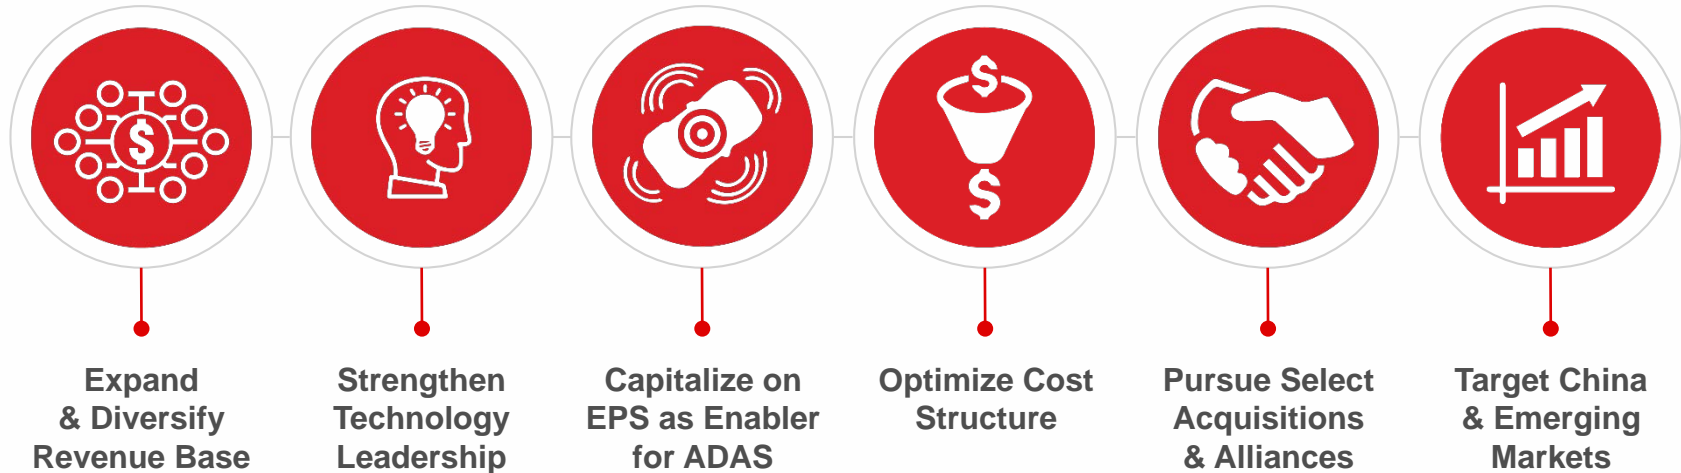 $
$
$
Expand
& Diversify
Revenue Base
Strengthen
Technology
Leadership
Capitalize on
EPS as Enabler
for ADAS
Optimize Cost
Structure
Pursue Select
Acquisitions
& Alliances
Target China
& Emerging
Markets